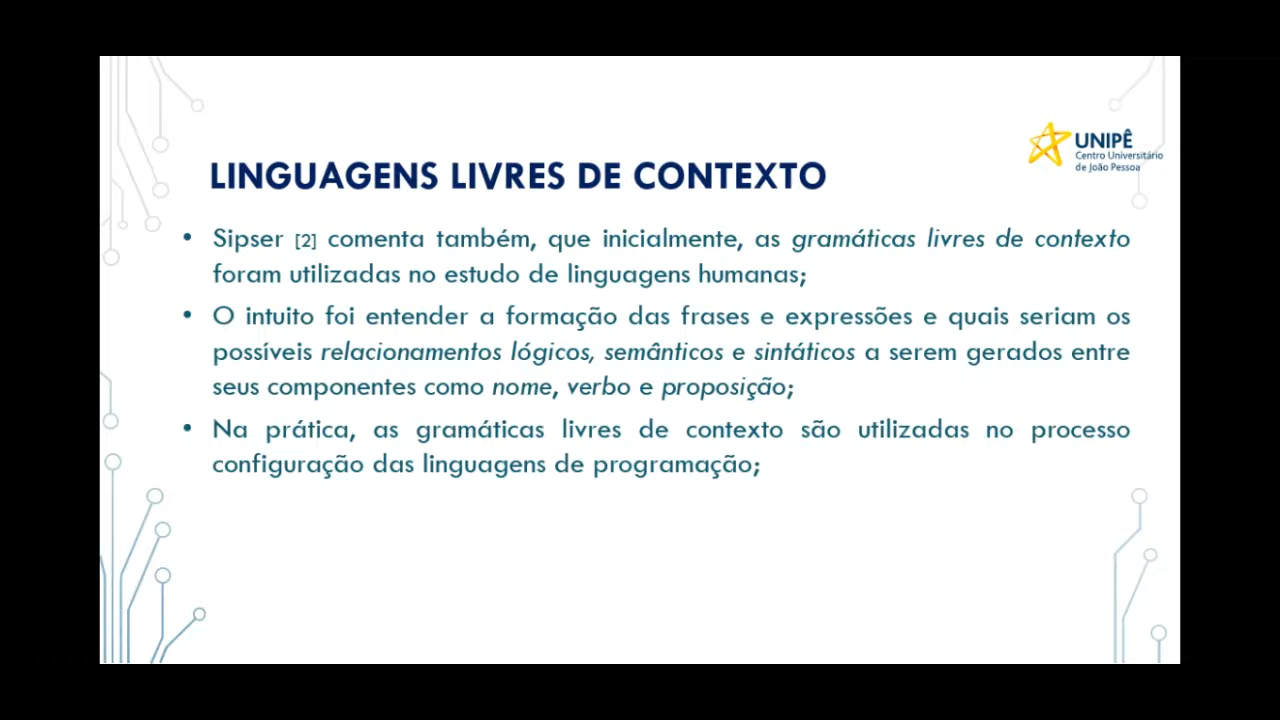 UNIPÊ
Centro Universitário
de João Pessoa
LINGUAGENS LIVRES DE CONTEXTO
• Sipser [2] comenta também, que inicialmente, as gramáticas livres de contexto
foram utilizadas no estudo de linguagens humanas;
• O intuito foi entender a formação das frases e expressões e quais seriam os
possíveis relacionamentos lógicos, semânticos e sintáticos a serem gerados entre
seus componentes como nome, verbo e proposição;
• Na prática, as gramáticas livres de contexto são utilizadas no processo
configuração das linguagens de programação;